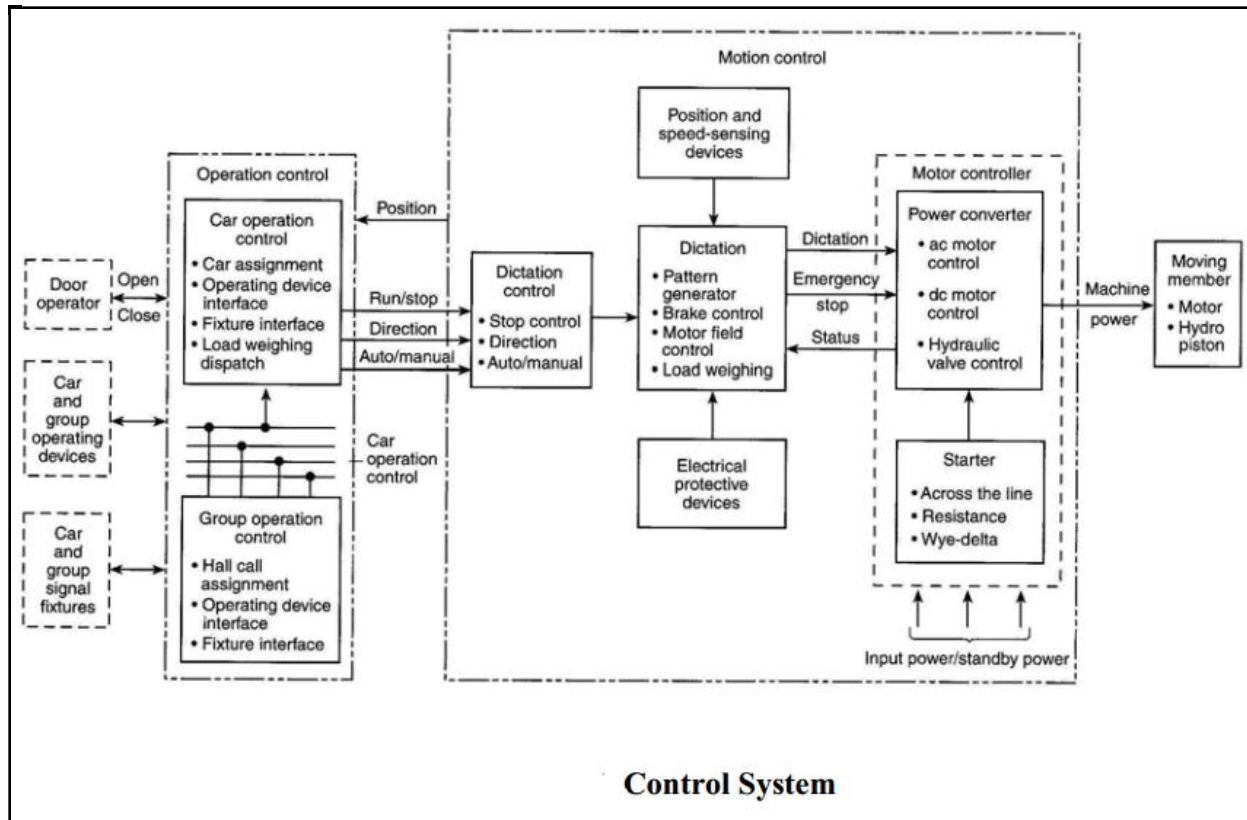 Motion control
Position and
speed-sensing
devices
Operation control
Car operation
control
• Car assignment
• Operating device
interface
• Fixture interface
• Load weighing
dispatch
Door
operator
Open
Close
Car
and
group
operating
devices
Car
and
group
signal
fixtures
Car
operation
control
Group operation
control
• Hall call
assignment
• Operating device
interface
• Fixture interface
Position
Run/stop
Direction
Auto/manual
Dictation
control
• Stop control
• Direction
• Auto/manual
Dictation
• Pattern
generator
• Brake control
• Motor field
control
• Load weighing
Electrical
protective
devices
Dictation
Emergency
stop
Status
Motor controller
Power converter
• ac motor
control
• dc motor
control
• Hydraulic
valve control
Starter
• Across the line
• Resistance
• Wye-delta
Input power/standby power
Machine
power
Moving
member
• Motor
• Hydro
piston
Control System